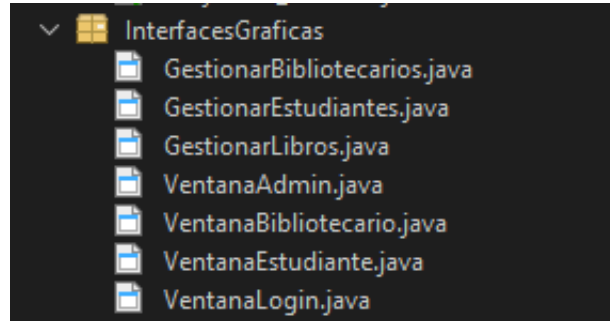 InterfacesGraficas
GestionarBibliotecarios.java
GestionarEstudiantes.java
GestionarLibros.java
VentanaAdmin.java
VentanaBibliotecario.java
VentanaEstudiante.java
VentanaLogin.java